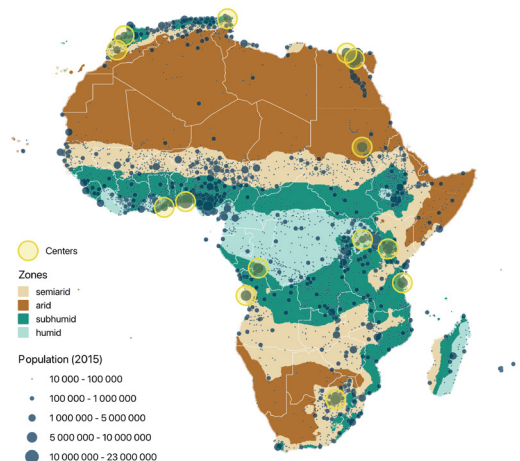 Centers
Zones
semiarid
arid
subhumid
humid
Population (2015)
10 000 - 100 000
100 000 - 1 000 000
1 000 000 - 5 000 000
5 000 000 - 10 000 000
10 000 000 - 23 000 000